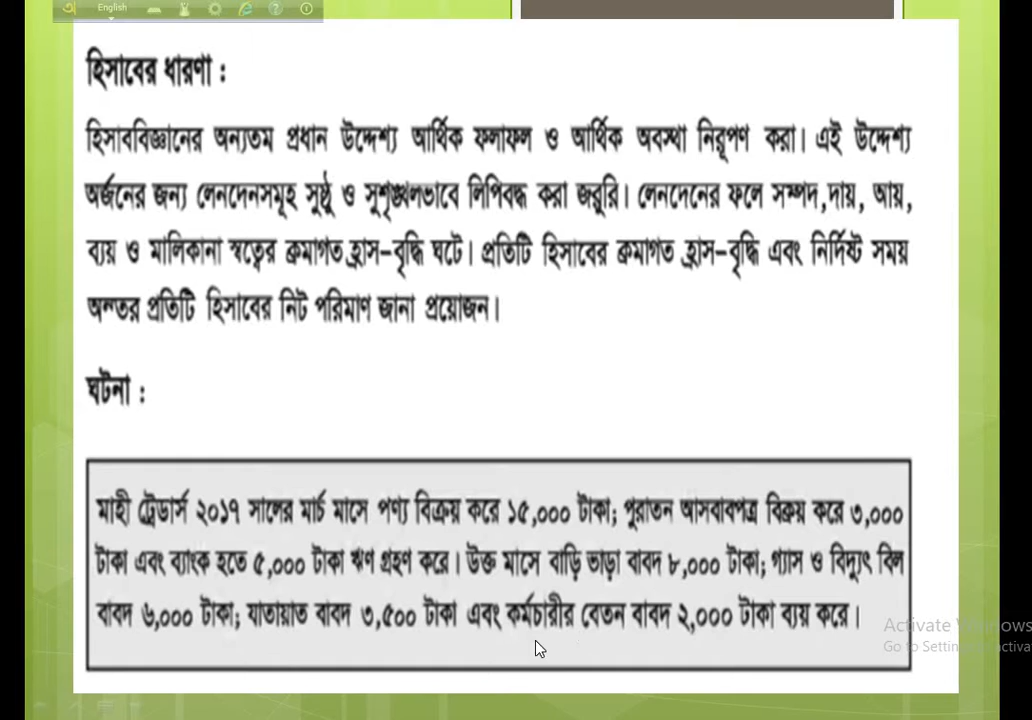 English
হিসাবের ধারণা :
হিসাববিজ্ঞানের অন্যতম প্রধান উদ্দেশ্য আর্থিক ফলাফল ও আর্থিক অবস্থা নিরূপণ করা। এই উদ্দেশ্য
অর্জনের জন্য লেনদেনসমূহ সুষ্ঠু ও সুশৃঙ্খলভাবে লিপিবদ্ধ করা জরুরি। লেনদেনের ফলে সম্পদ,দায়, আয়,
ব্যয় ও মালিকানা স্বত্বের ক্রমাগত হ্রাস-বৃদ্ধি ঘটে। প্রতিটি হিসাবের ক্রমাগত হ্রাস-বৃদ্ধি এবং নির্দিষ্ট সময়
অন্তর প্রতিটি হিসাবের নিট পরিমাণ জানা প্রয়োজন।
ঘটনা :
মাহী ট্রেডার্স ২০১৭ সালের মার্চ মাসে পণ্য বিক্রয় করে ১৫,০০০ টাকা; পুরাতন আসবাবপত্র বিক্রয় করে ৩,০০০
টাকা এবং ব্যাংক হতে ৫,০০০ টাকা ঋণ গ্রহণ করে। উক্ত মাসে বাড়ি ভাড়া বাবদ ৮,০০০ টাকা; গ্যাস ও বিদ্যুৎ বিল
বাবদ ৬,০০০ টাকা; যাতায়াত বাবদ ৩,৫০০ টাকা এবং কর্মচারীর বেতন বাবদ ২,০০০ টাকা ব্যয় করে।
Activate
Go to